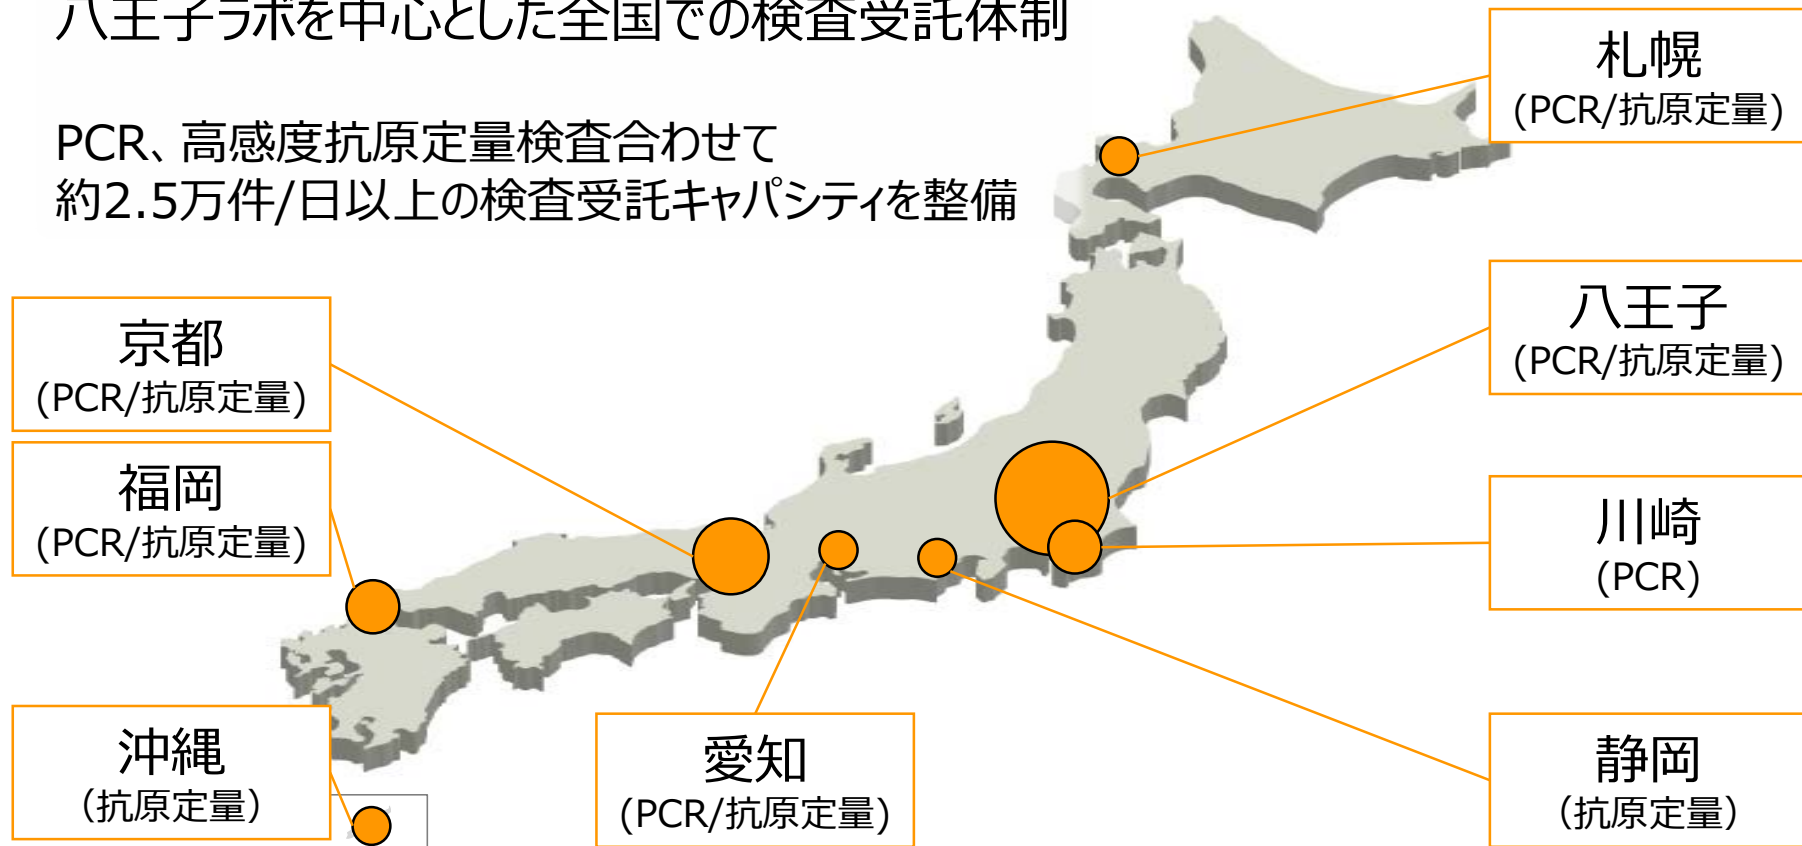 八王子ラボを中心とした全国での検査受託体制
PCR、高感度抗原定量検査合わせて
約2.5万件/日以上の検査受託キャパシティを整備
札幌
(PCR/抗原定量)
八王子
(PCR/抗原定量)
京都
(PCR/抗原定量)
福岡
(PCR/抗原定量)
川崎
(PCR)
沖縄
（抗原定量）
愛知
(PCR/抗原定量)
静岡
（抗原定量）